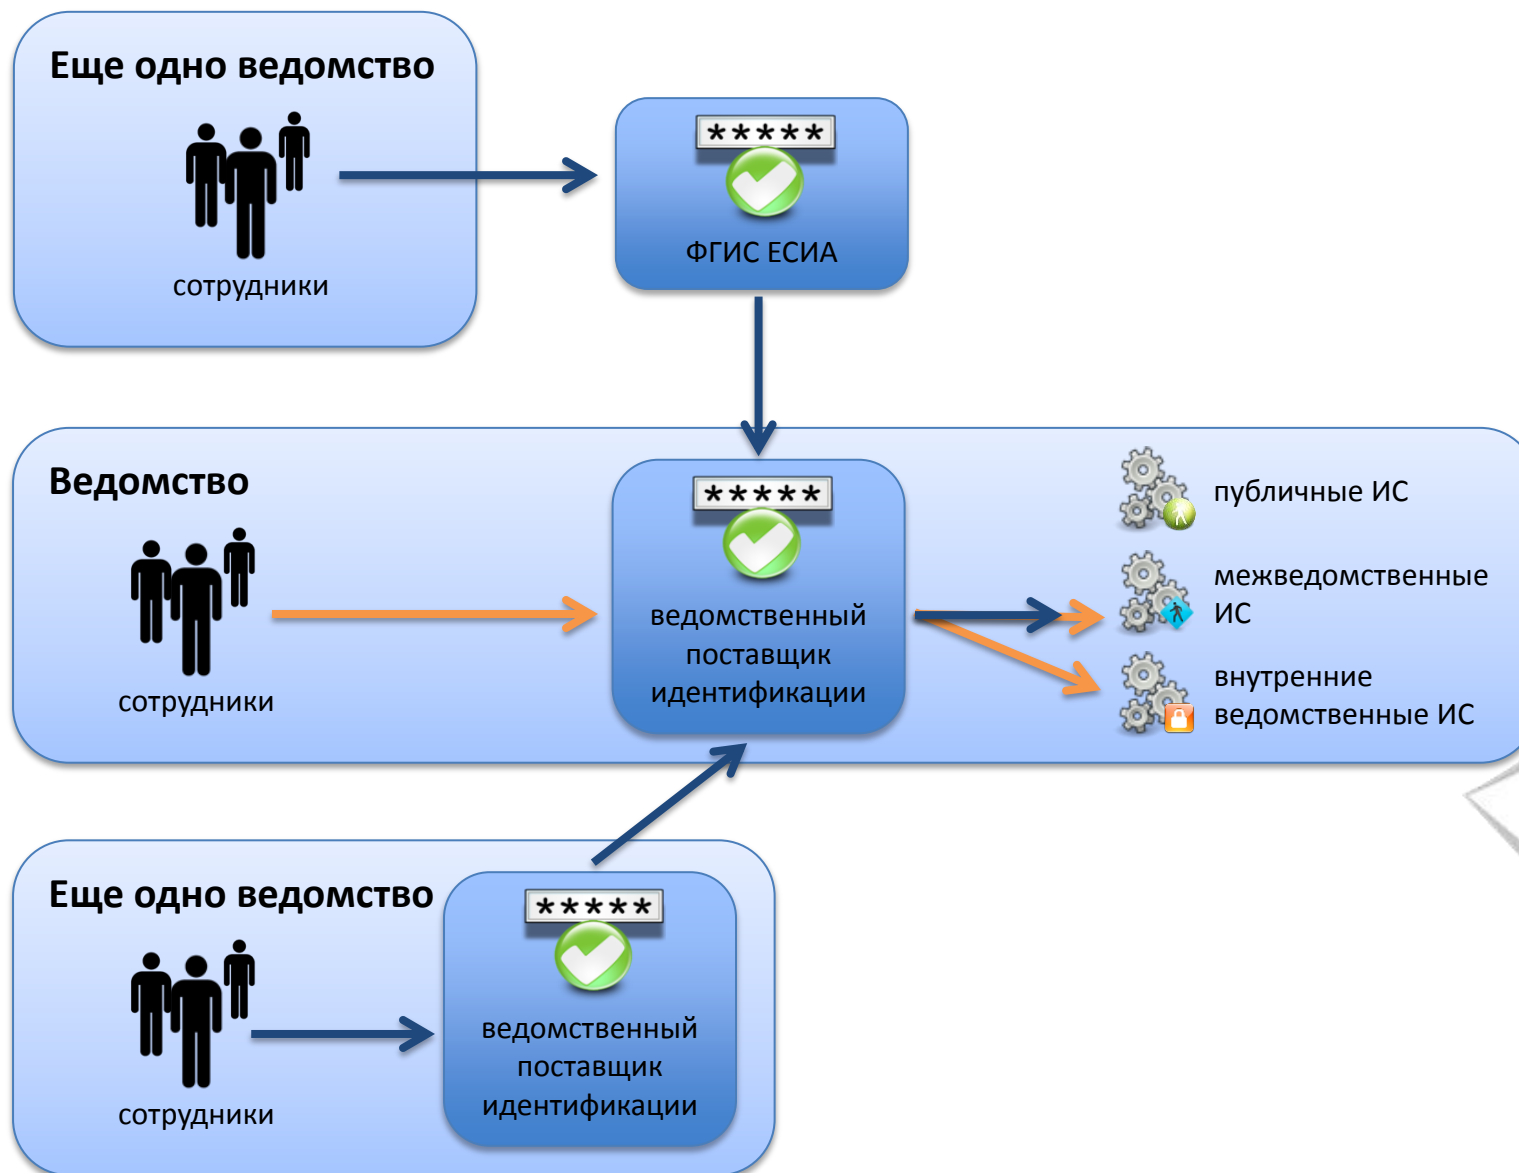 Еще одно ведомство
сотрудники
*****
ФГИС ЕСИА
Ведомство
сотрудники
*****
ведомственный
поставщик
идентификации
публичные ИС
межведомственные
ИС
внутренние
ведомственные ИС
Еще одно ведомство
сотрудники
*****
ведомственный
поставщик
идентификации